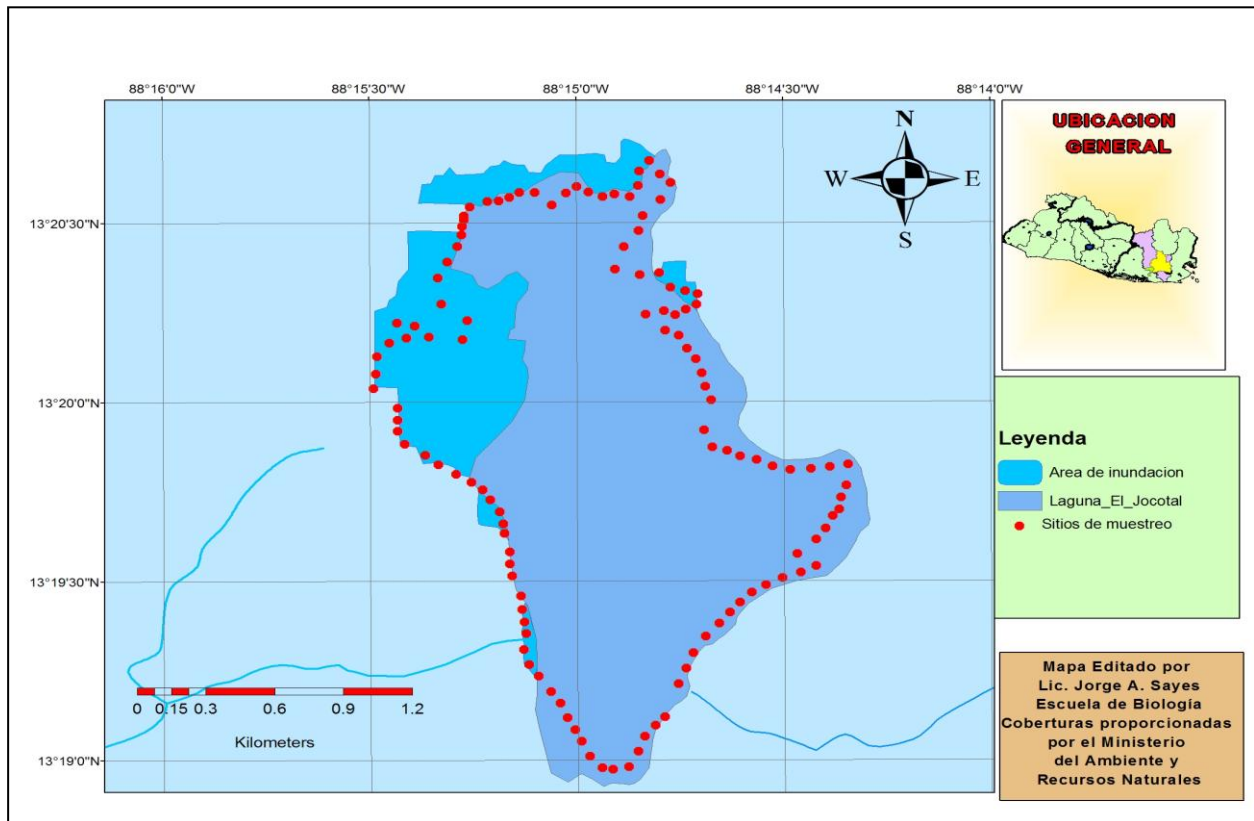 88°16'0"W
88°15'30"W
88°15'0"W
88°14'30"W
88°14'0"W
13°20'30"N
13°20'0"N
13°19'30"N
13°19'0"N
N
W
E
S
0 0.15 0.3 0.6 0.9 1.2
Kilometers
UBICACION
GENERAL
Leyenda
Area de inundacion
Laguna_El_Jocotal
Sitios de muestreo
Mapa Editado por
Lic. Jorge A. Sayes
Escuela de Biología
Coberturas proporcionadas
por el Ministerio
del Ambiente y
Recursos Naturales